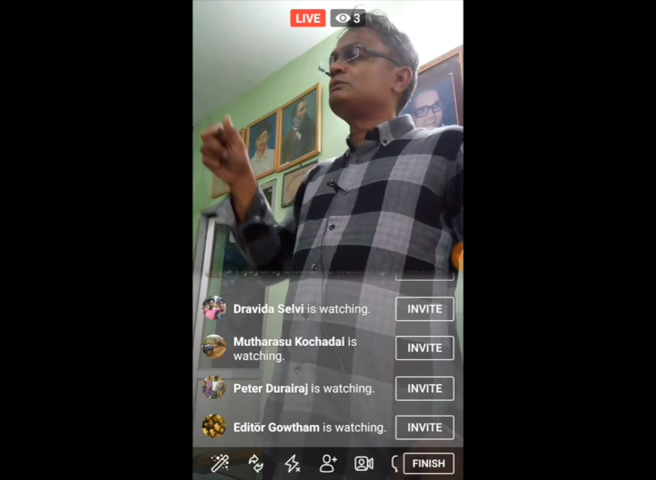 LIVE 3
Dravida Selvi is watching.
INVITE
Mutharasu Kochadai is
watching.
INVITE
Peter Durairaj is watching.
INVITE
Editör Gowtham is watching.
INVITE
FINISH